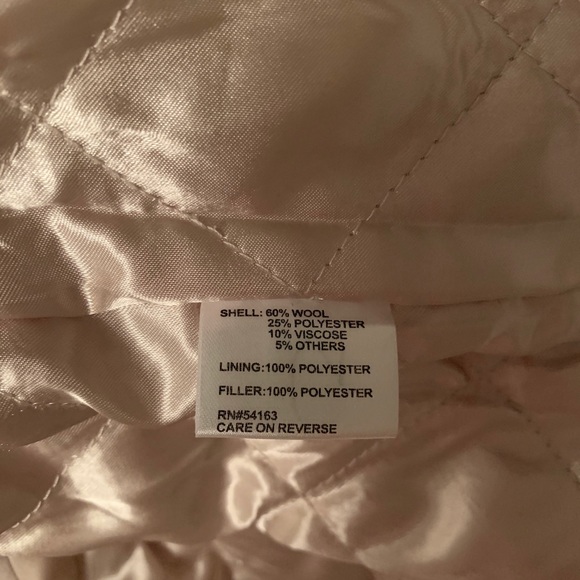 SHELL: 60% WOOL
25% POLYESTER
10% VISCOSE
5% OTHERS
LINING:100% POLYESTER
FILLER:100% POLYESTER
RN#54163
CARE ON REVERSE